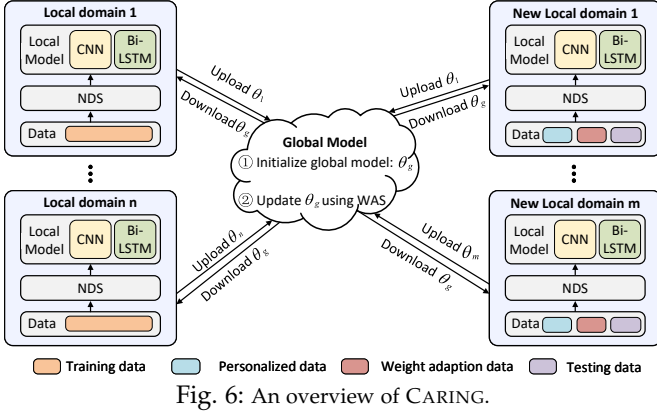 Local domain 1
Local Model
CNN
Bi-LSTM
NDS
Data
Local domain n
Local Model
CNN
Bi-LSTM
NDS
Data
Upload θ₁
Download θg
Upload θn
Download θg
Global Model
① Initialize global model: θg
② Update θg using WAS
Upload θ₁
Download θg
Upload θm
Download θg
New Local domain 1
Local Model
CNN
Bi-LSTM
NDS
Data
New Local domain m
Local Model
CNN
Bi-LSTM
NDS
Data
Training data
Personalized data
Weight adaption data
Testing data
Fig. 6: An overview of CARING.